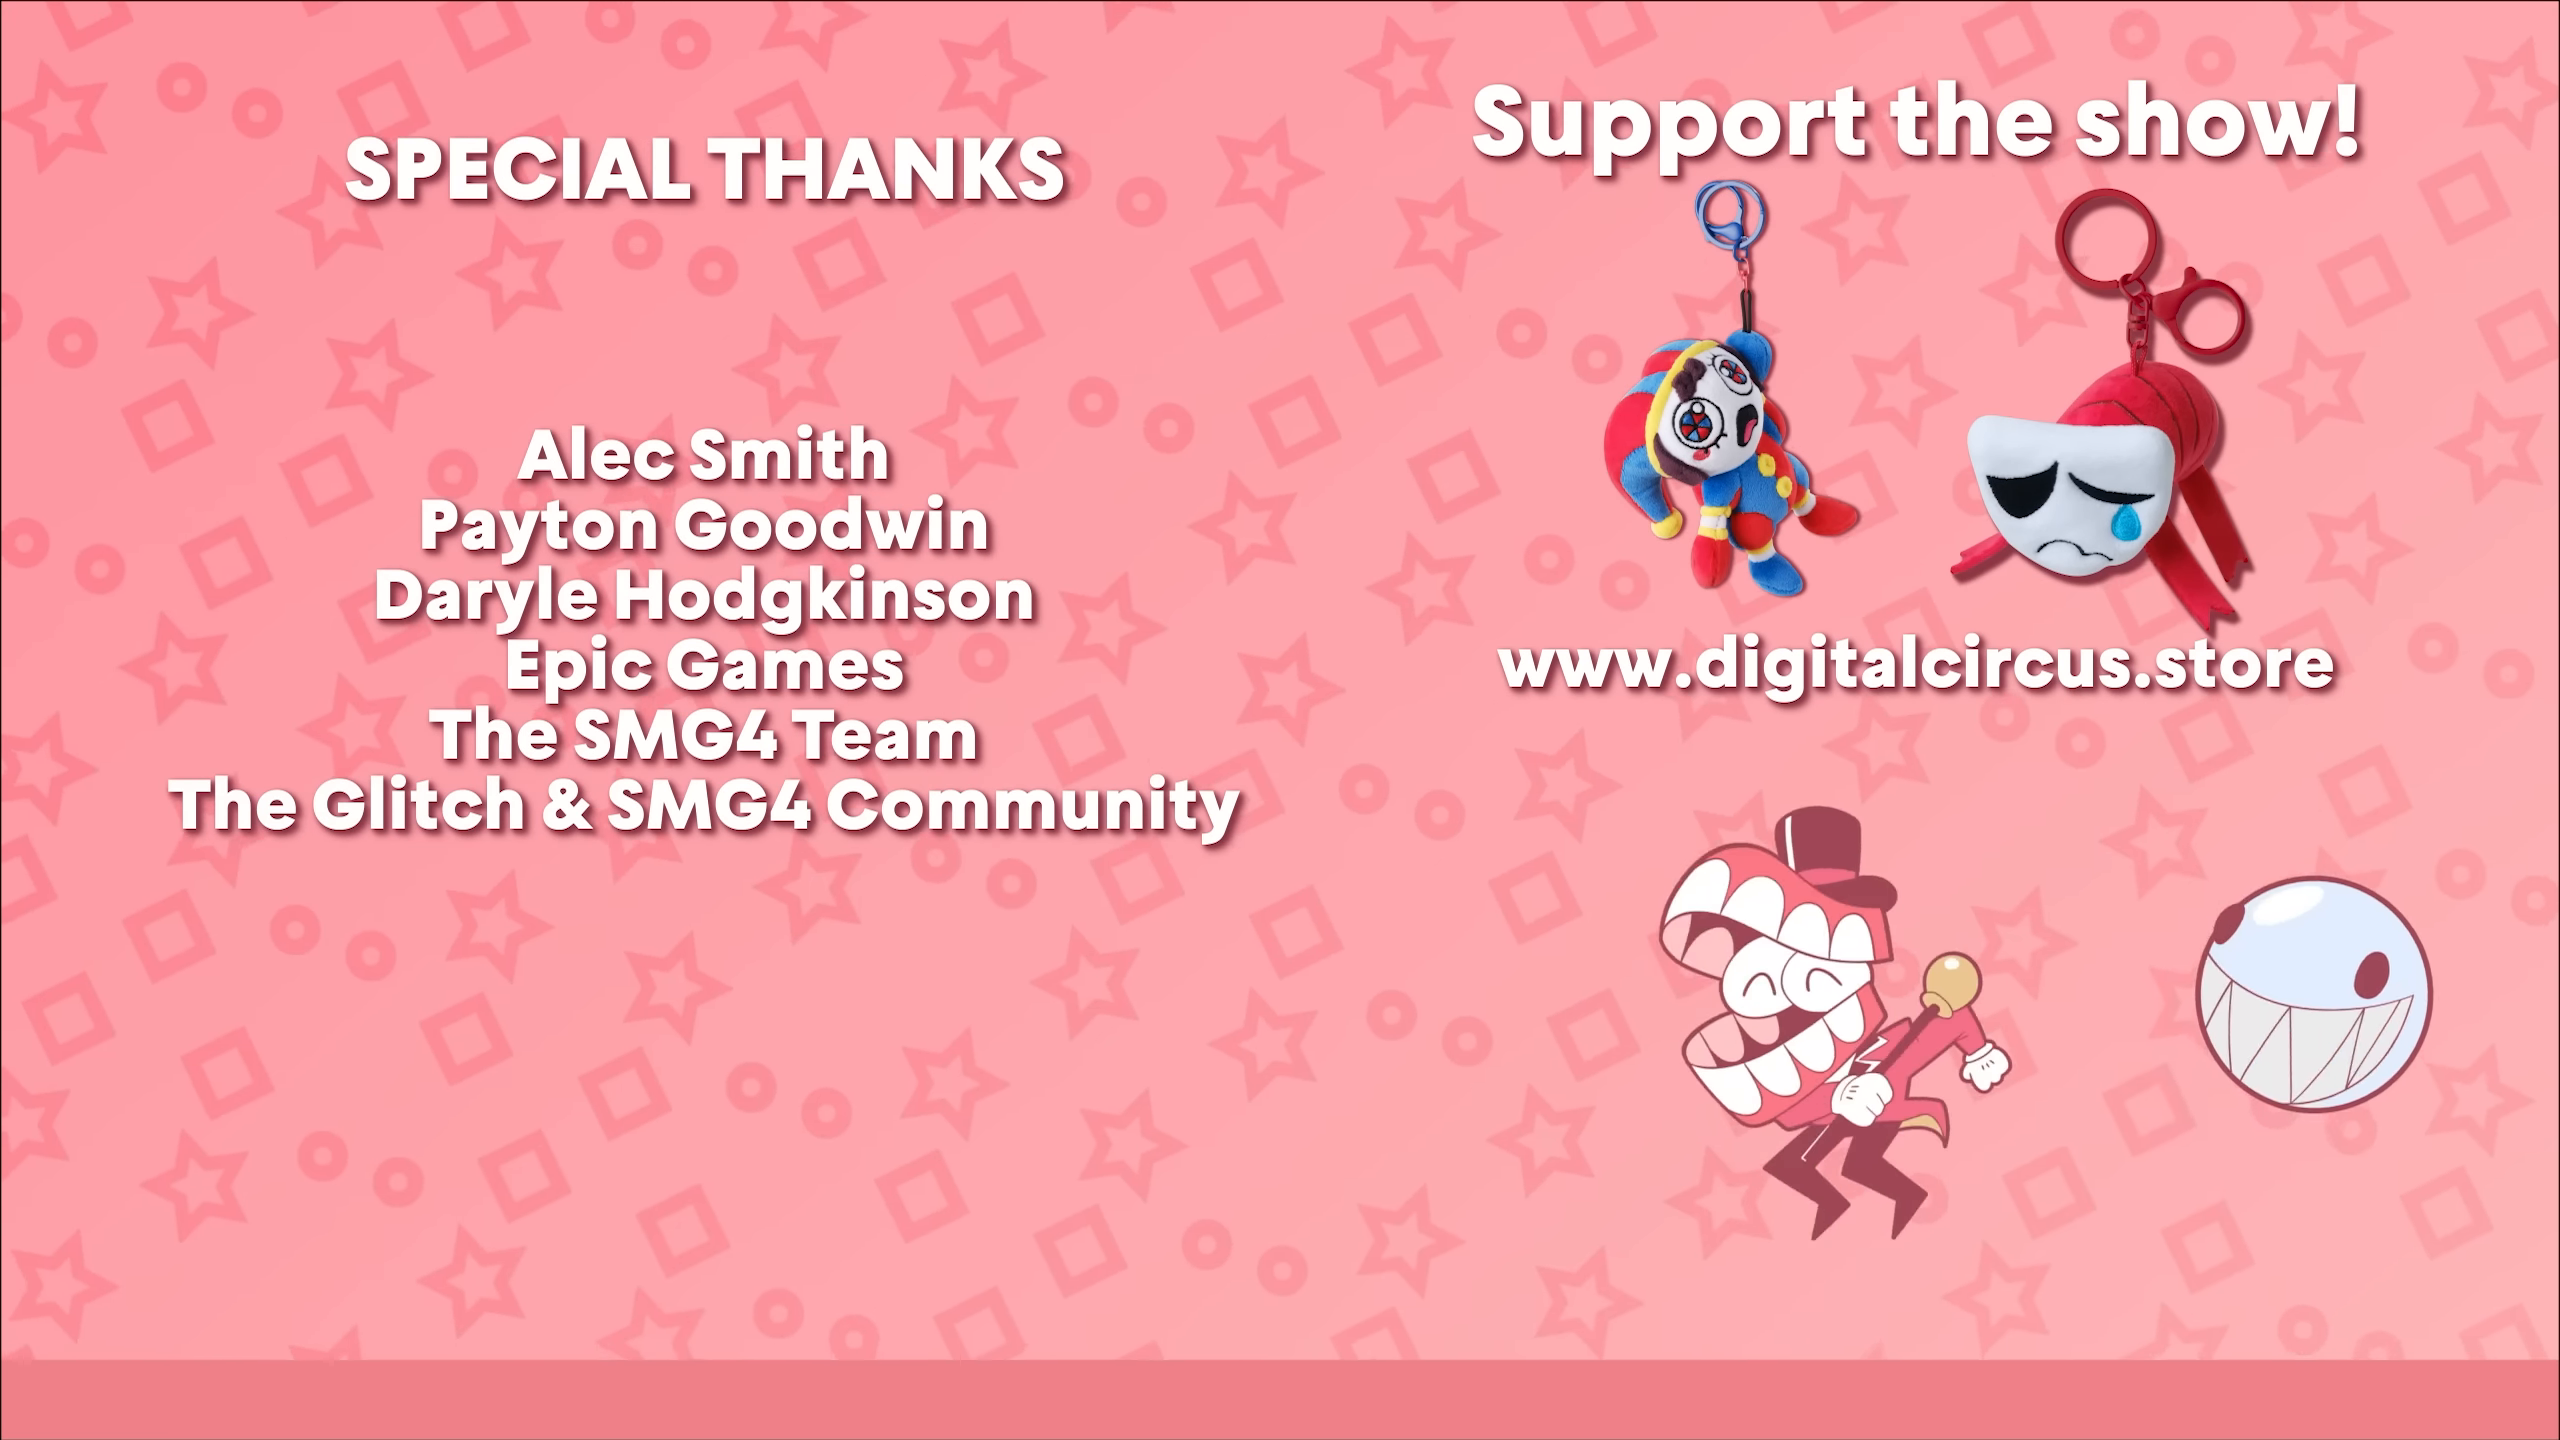 SPECIAL THANKS
Alec Smith
Payton Goodwin
Daryle Hodgkinson
Epic Games
The SMG4 Team
The Glitch & SMG4 Community
Support the show!
www.digitalcircus.store